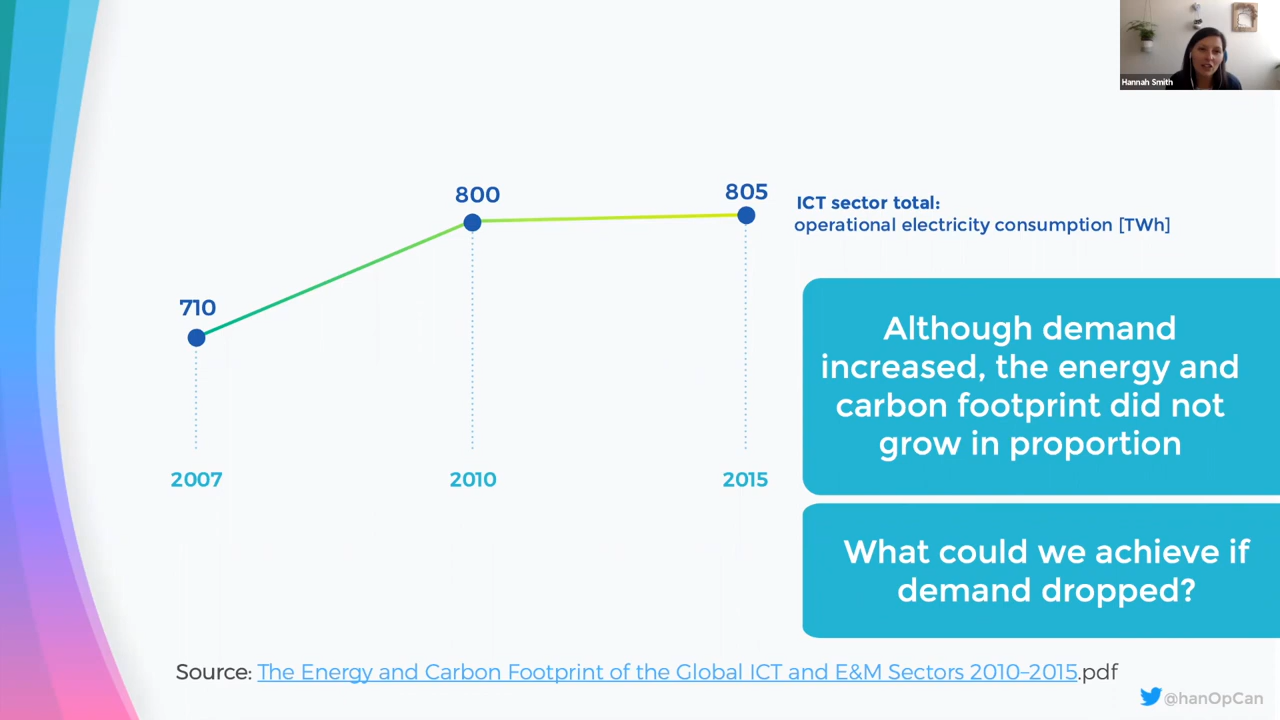 Hannah Smith
800
805
710
ICT sector total:
operational electricity consumption [TWh]
2007
2010
2015
Although demand
increased, the energy and
carbon footprint did not
grow in proportion
What could we achieve if
demand dropped?
Source: The Energy and Carbon Footprint of the Global ICT and E&M Sectors 2010–2015.pdf
@hanOpCan